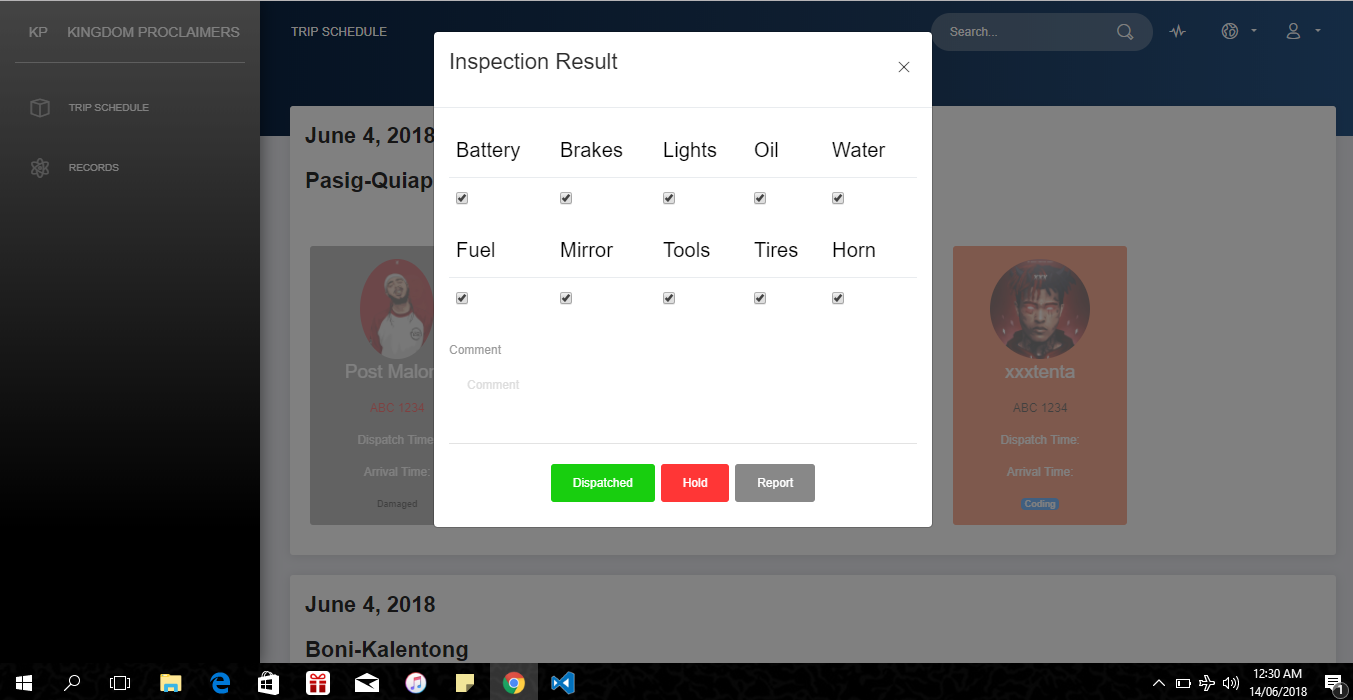 KP KINGDOM PROCLAIMERS
TRIP SCHEDULE
Search...
TRIP SCHEDULE
RECORDS
Inspection Result
Battery Brakes Lights Oil Water
Fuel Mirror Tools Tires Horn
Comment
Comment
Dispatched Hold Report
June 4, 2018
Pasig-Quiap
Post Malor
ABC 1234
Dispatch Time
Arrival Time:
Damaged
xxxtenta
ABC 1234
Dispatch Time:
Arrival Time:
Coding
June 4, 2018
Boni-Kalentong
12:30 AM
14/06/2018
1